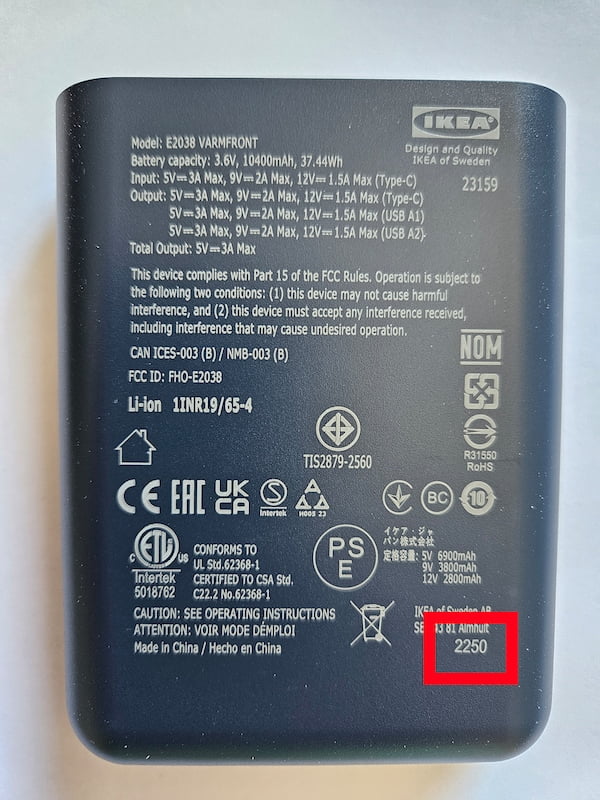 IKEA
Design and Quality
IKEA of Sweden
23159
Model: E2038 VARMFRONT
Battery capacity: 3.6V, 10400mAh, 37.44Wh
Input: 5V⎓3A Max, 9V⎓2A Max, 12V⎓1.5A Max (Type-C)
Output: 5V⎓3A Max, 9V⎓2A Max, 12V⎓1.5A Max (Type-C)
5V⎓3A Max, 9V⎓2A Max, 12V⎓1.5A Max (USB A1)
5V⎓3A Max, 9V⎓2A Max, 12V⎓1.5A Max (USB A2)
Total Output: 5V⎓3A Max
This device complies with Part 15 of the FCC Rules. Operation is subject to
the following two conditions: (1) this device may not cause harmful
interference, and (2) this device must accept any interference received,
including interference that may cause undesired operation.
CAN ICES-003 (B) / NMB-003 (B)
FCC ID: FHO-E2038
Li-ion 1INR19/65-4
NOM
TIS2879-2560
R31550
RoHS
CE EAC UK
CA
S
Intertek
BC
10
ETL
C US
Intertek
5018762
CONFORMS TO
UL Std.62368-1
CERTIFIED TO CSA Std.
C22.2 No.62368-1
PS
E
イケア・ジャ
パン株式会社
定格容量: 5V 6900mAh
9V 3800mAh
12V 2800mAh
CAUTION: SEE OPERATING INSTRUCTIONS
ATTENTION: VOIR MODE DÉMPLOI
Made in China / Hecho en China
IKEA of Sweden AB
43 81 Älmhult
2250